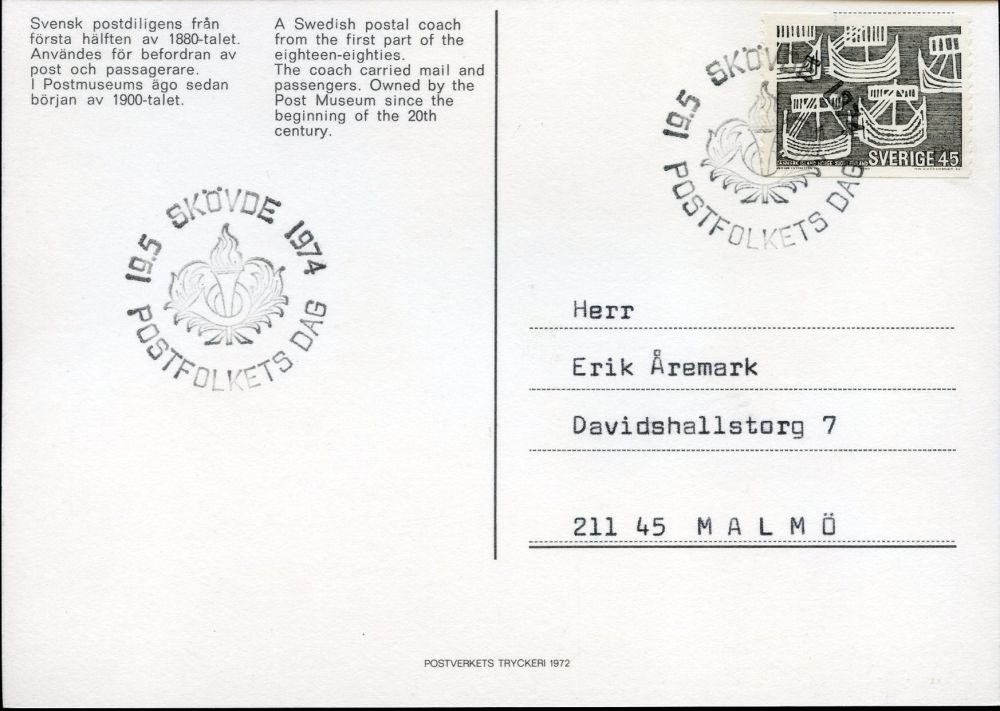 Svensk postdiligens från
första hälften av 1880-talet.
Användes för befordran av
post och passagerare.
I Postmuseums ägo sedan
början av 1900-talet.
A Swedish postal coach
from the first part of the
eighteen-eighties.
The coach carried mail and
passengers. Owned by the
Post Museum since the
beginning of the 20th
century.
19.5 SKÖVDE 1974
POSTFOLKETS DAG
19.5 SKÖVDE 1974
POSTFOLKETS DAG
SVERIGE 45
Herr
Erik Åremark
Davidshallstorg 7
211 45 M A L M Ö
POSTVERKETS TRYCKERI 1972